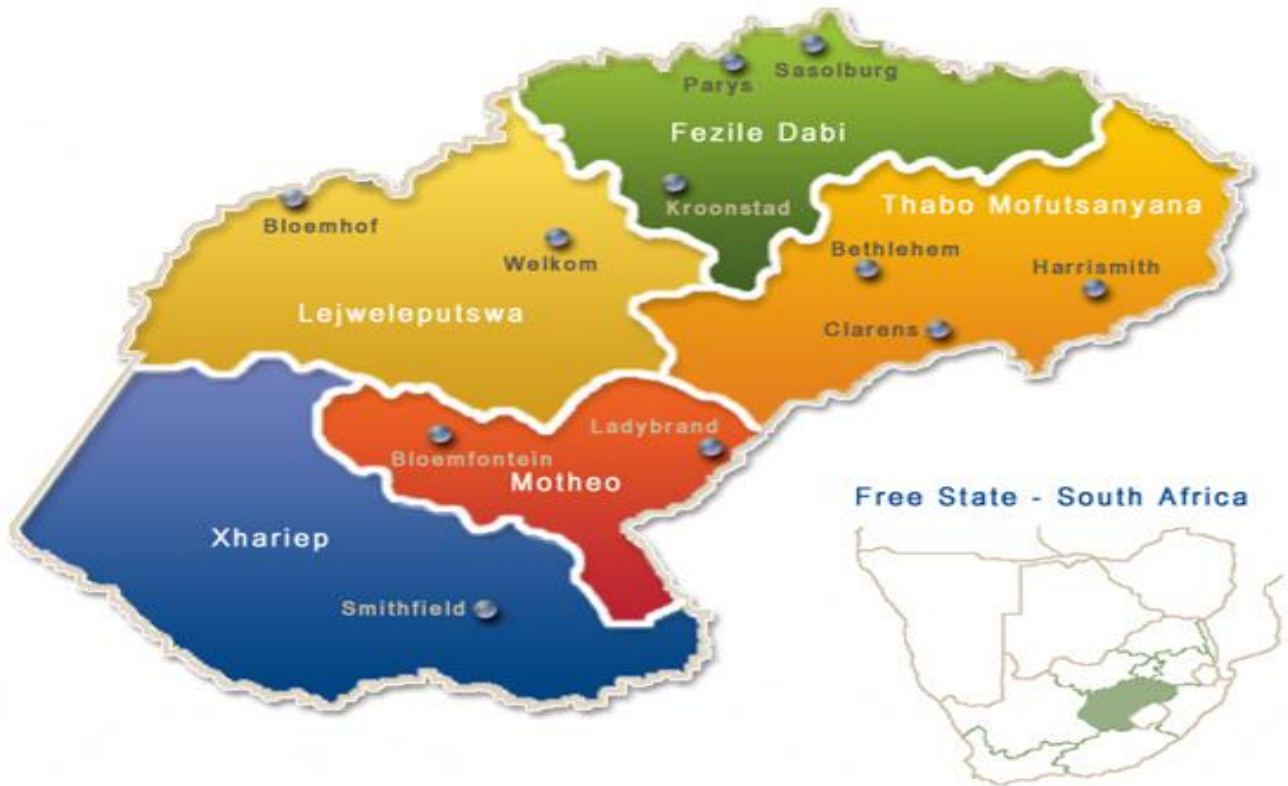 Sasolburg
Parys
Fezile Dabi
Kroonstad
Thabo Mofutsanyana
Bloemhof
Welkom
Bethlehem
Harrismith
Lejweleputswa
Clarens
Ladybrand
Bloemfontein
Motheo
Free State - South Africa
Xhariep
Smithfield